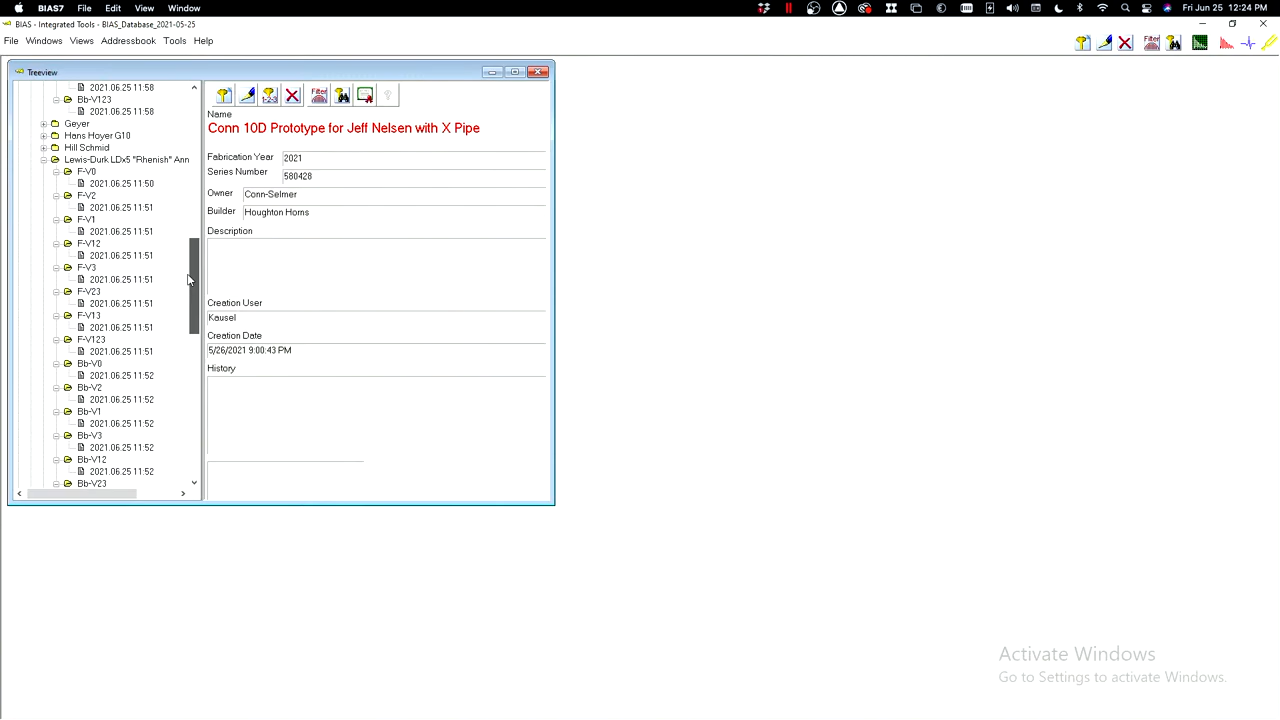 BIAS7 File Edit View Window Fri Jun 25 12:24 PM
BIAS - Integrated Tools - BIAS_Database_2021-05-25
File Windows Views Addressbook Tools Help
Filter
Treeview
2021.06.25 11:58
Bb-V123
2021.06.25 11:58
Geyer
Hans Hoyer G10
Hill Schmid
Lewis-Durk LDx5 "Rhenish" Ann
F-V0
2021.06.25 11:50
F-V2
2021.06.25 11:51
F-V1
2021.06.25 11:51
F-V12
2021.06.25 11:51
F-V3
2021.06.25 11:51
F-V23
2021.06.25 11:51
F-V13
2021.06.25 11:51
F-V123
2021.06.25 11:51
Bb-V0
2021.06.25 11:52
Bb-V2
2021.06.25 11:52
Bb-V1
2021.06.25 11:52
Bb-V3
2021.06.25 11:52
Bb-V12
2021.06.25 11:52
Bb-V23
1-2-3 Filter
Name
Conn 10D Prototype for Jeff Nelsen with X Pipe
Fabrication Year 2021
Series Number 580428
Owner Conn-Selmer
Builder Houghton Horns
Description
Creation User
Kausel
Creation Date
5/26/2021 9:00:43 PM
History
Activate Windows
Go to Settings to activate Windows.